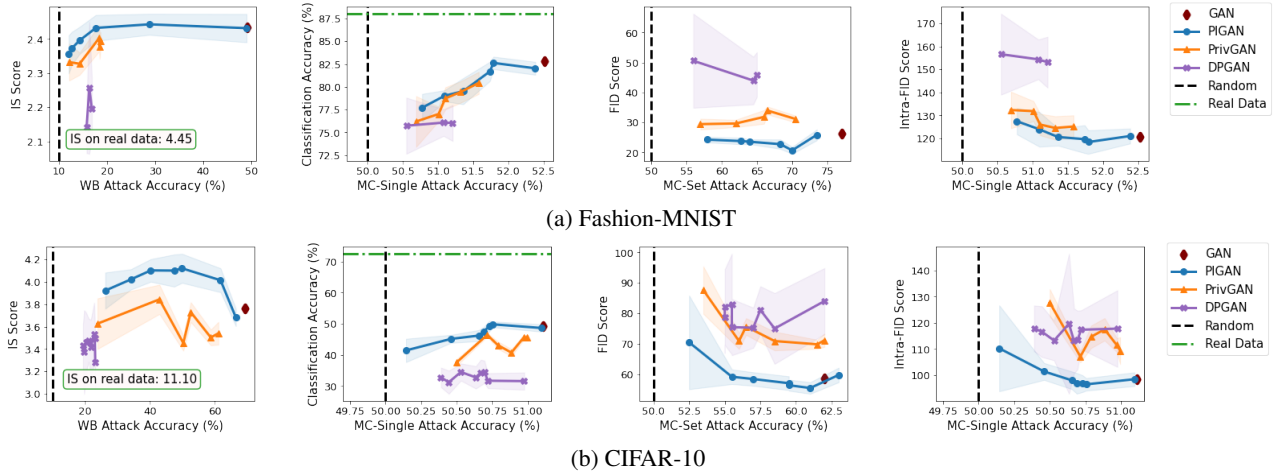 2.4
2.3
2.2
2.1
IS Score
IS on real data: 4.45
10 20 30 40 50
WB Attack Accuracy (%)
87.5
85.0
82.5
80.0
77.5
75.0
72.5
Classification Accuracy (%)
50.0 50.5 51.0 51.5 52.0 52.5
MC-Single Attack Accuracy (%)
60
50
40
30
20
FID Score
50 55 60 65 70 75
MC-Set Attack Accuracy (%)
170
160
150
140
130
120
Intra-FID Score
50.0 50.5 51.0 51.5 52.0 52.5
MC-Single Attack Accuracy (%)
GAN
PIGAN
PrivGAN
DPGAN
Random
Real Data
(a) Fashion-MNIST
4.2
4.0
3.8
3.6
3.4
3.2
3.0
IS Score
IS on real data: 11.10
20 40 60
WB Attack Accuracy (%)
70
60
50
40
30
Classification Accuracy (%)
49.75 50.00 50.25 50.50 50.75 51.00
MC-Single Attack Accuracy (%)
100
90
80
70
60
FID Score
50.0 52.5 55.0 57.5 60.0 62.5
MC-Set Attack Accuracy (%)
140
130
120
110
100
Intra-FID Score
49.75 50.00 50.25 50.50 50.75 51.00
MC-Single Attack Accuracy (%)
GAN
PIGAN
PrivGAN
DPGAN
Random
Real Data
(b) CIFAR-10